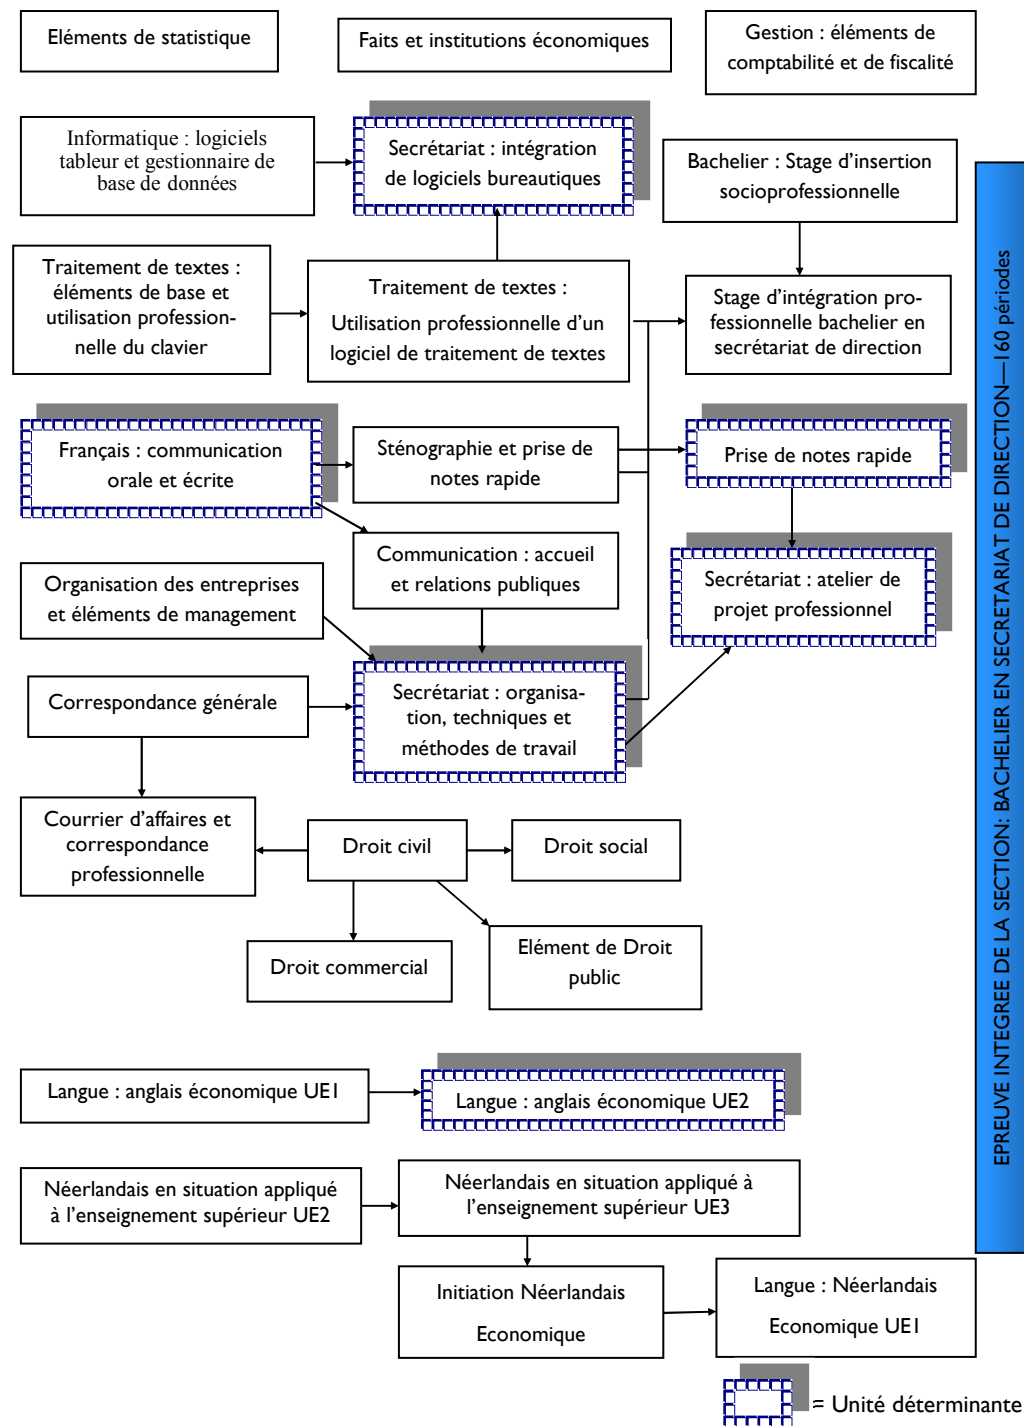 Eléments de statistique
Faits et institutions économiques
Gestion : éléments de
comptabilité et de fiscalité
Informatique : logiciels
tableur et gestionnaire de
base de données
Secrétariat : intégration
de logiciels bureautiques
Bachelier : Stage d’insertion
socioprofessionnelle
Traitement de textes :
éléments de base et
utilisation profession-
nelle du clavier
Traitement de textes :
Utilisation professionnelle d’un
logiciel de traitement de textes
Stage d’intégration pro-
fessionnelle bachelier en
secrétariat de direction
Français : communication
orale et écrite
Sténographie et prise de
notes rapide
Prise de notes rapide
Communication : accueil
et relations publiques
Secrétariat : atelier de
projet professionnel
Organisation des entreprises
et éléments de management
Secrétariat : organisa-
tion, techniques et
méthodes de travail
Correspondance générale
Courrier d’affaires et
correspondance
professionnelle
Droit civil
Droit social
Droit commercial
Elément de Droit
public
Langue : anglais économique UE1
Langue : anglais économique UE2
Néerlandais en situation appliqué
à l’enseignement supérieur UE2
Néerlandais en situation appliqué à
l’enseignement supérieur UE3
Initiation Néerlandais
Economique
Langue : Néerlandais
Economique UE1
EPREUVE INTEGREE DE LA SECTION: BACHELIER EN SECRETARIAT DE DIRECTION—160 périodes
= Unité déterminante